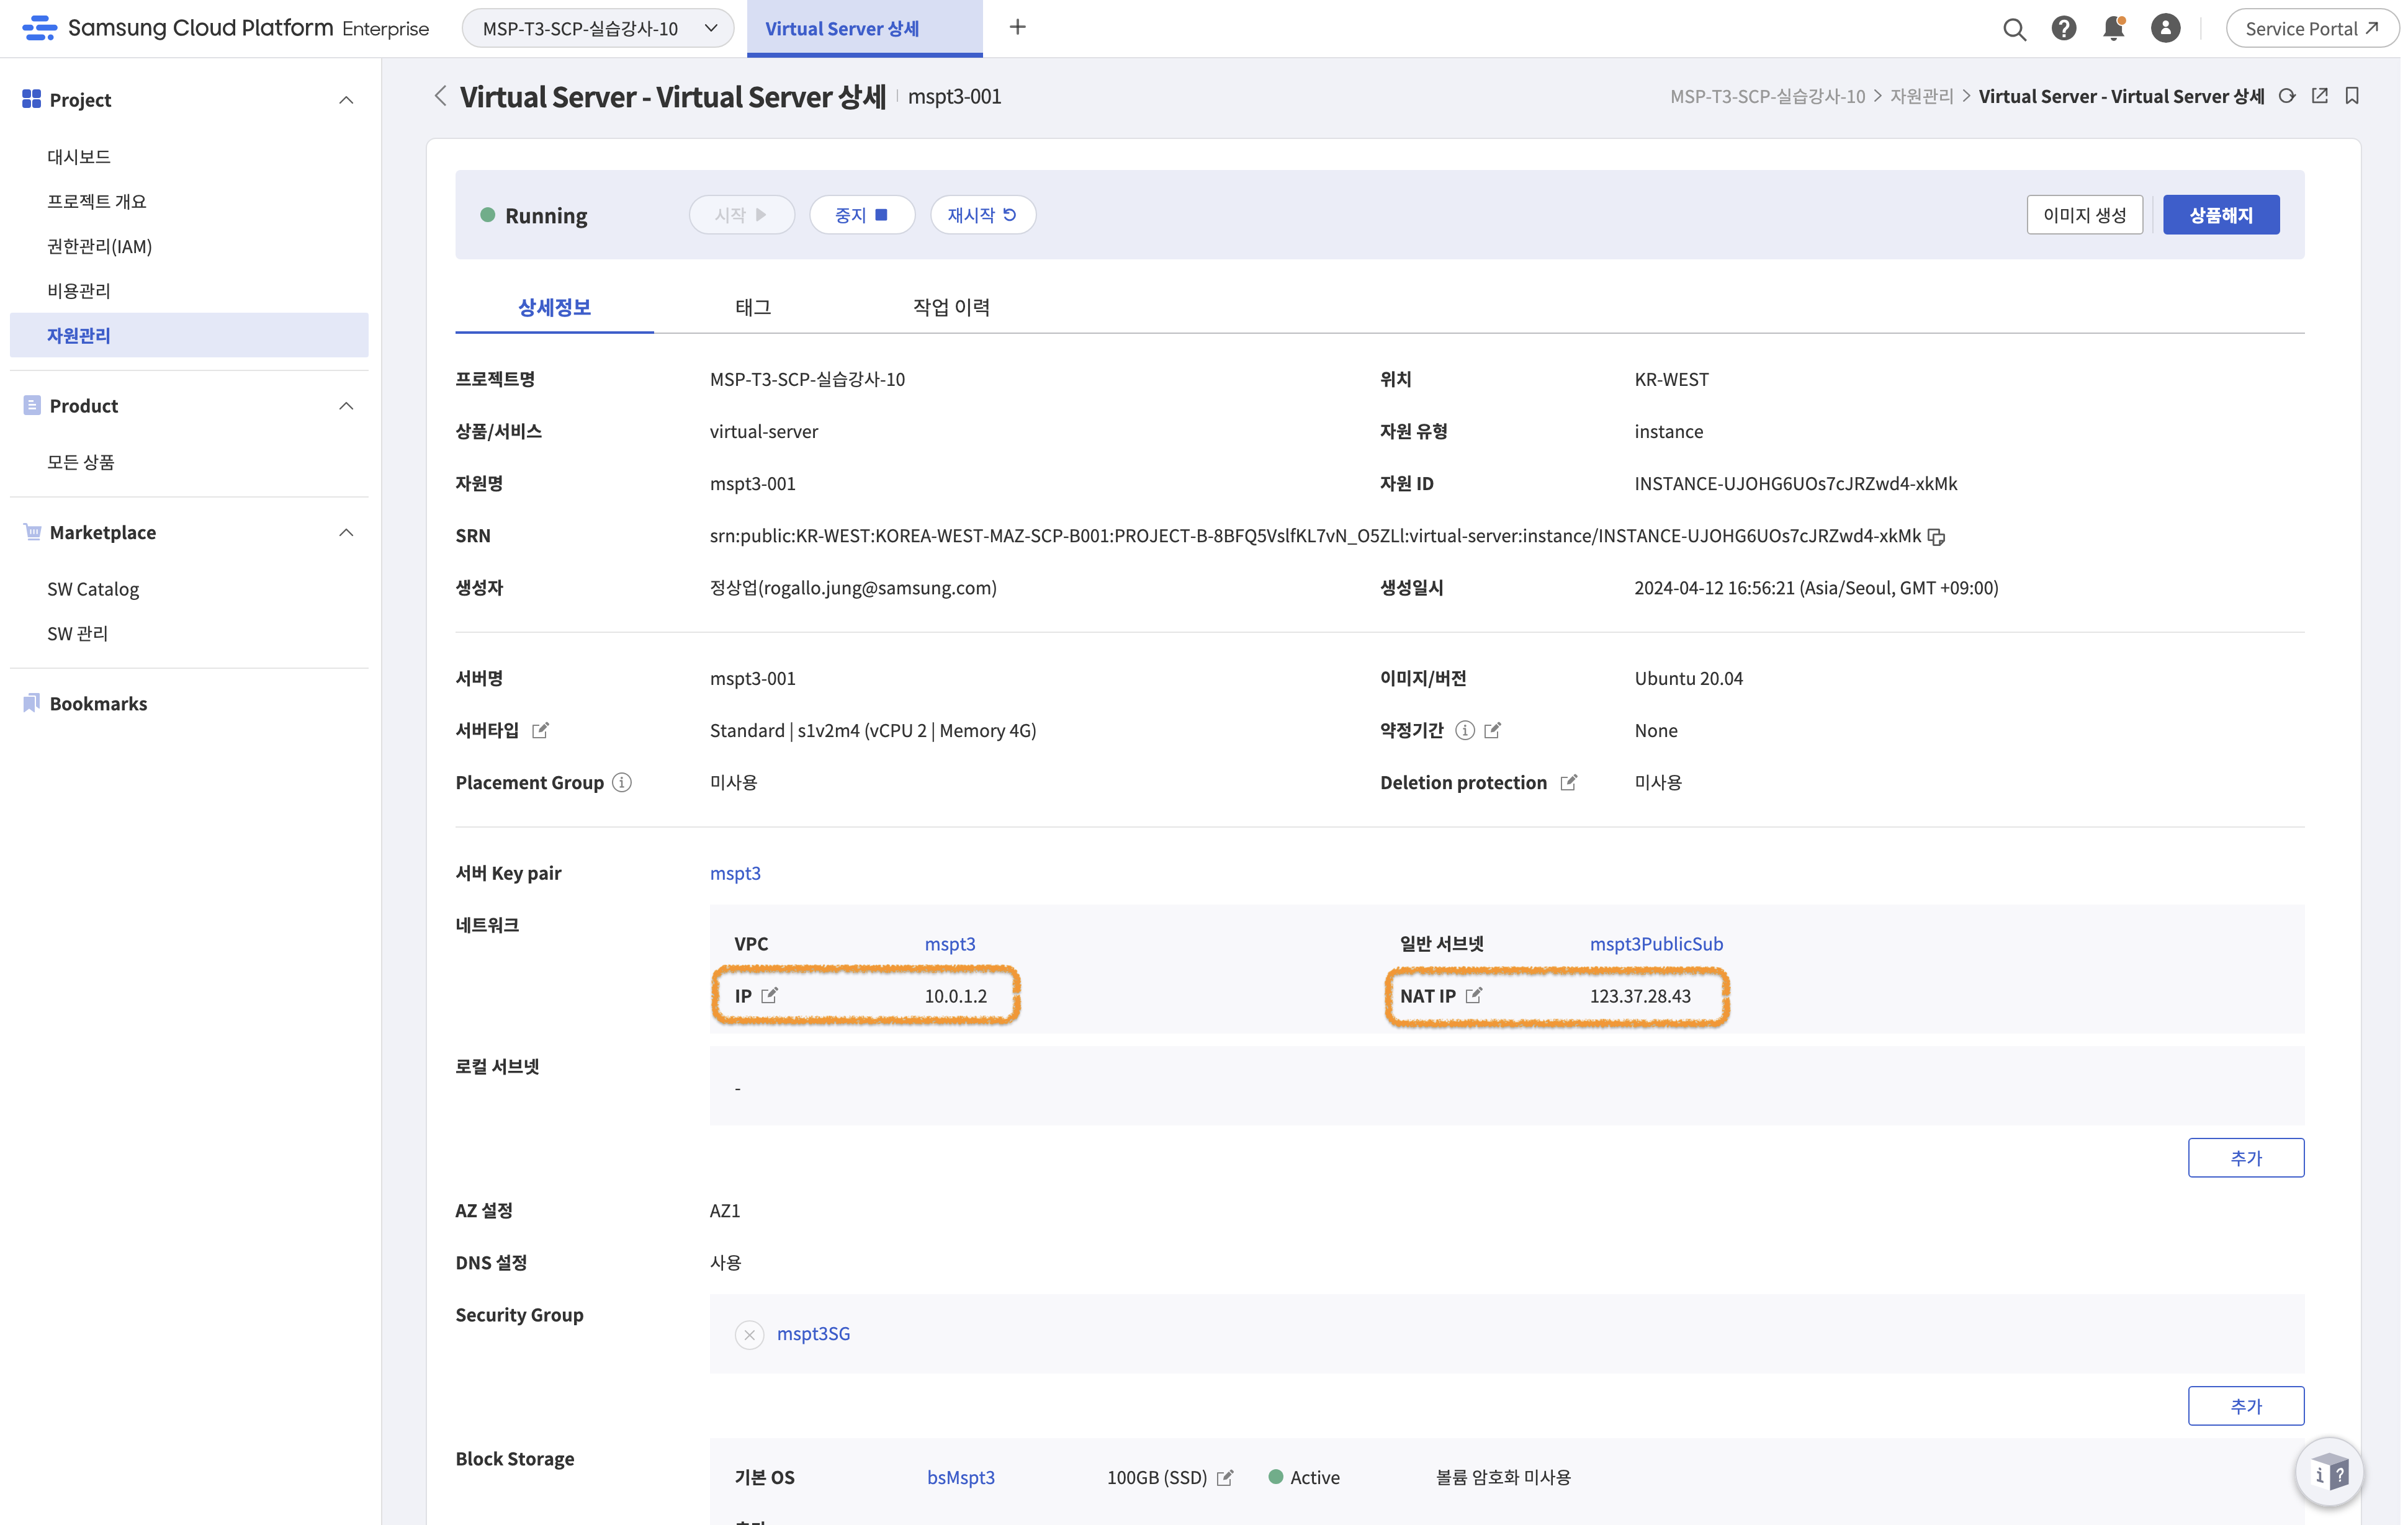 Samsung Cloud Platform Enterprise
MSP-T3-SCP-실습강사-10
Virtual Server 상세
Service Portal
Project
대시보드
프로젝트 개요
권한관리(IAM)
비용관리
자원관리
Product
모든 상품
Marketplace
SW Catalog
SW 관리
Bookmarks
Virtual Server - Virtual Server 상세 mspt3-001
MSP-T3-SCP-실습강사-10 > 자원관리 > Virtual Server - Virtual Server 상세
Running 시작 중지 재시작 이미지 생성 상품해지
상세정보 태그 작업 이력
프로젝트명 MSP-T3-SCP-실습강사-10 위치 KR-WEST
상품/서비스 virtual-server 자원 유형 instance
자원명 mspt3-001 자원 ID INSTANCE-UJOHG6UOs7cJRZwd4-xkMk
SRN srn:public:KR-WEST:KOREA-WEST-MAZ-SCP-B001:PROJECT-B-8BFQ5VslfKL7vN_O5ZLl:virtual-server:instance/INSTANCE-UJOHG6UOs7cJRZwd4-xkMk
생성자 정상업(rogallo.jung@samsung.com) 생성일시 2024-04-12 16:56:21 (Asia/Seoul, GMT +09:00)
서버명 mspt3-001 이미지/버전 Ubuntu 20.04
서버타입 Standard | s1v2m4 (vCPU 2 | Memory 4G) 약정기간 None
Placement Group 미사용 Deletion protection 미사용
서버 Key pair mspt3
네트워크
VPC mspt3 일반 서브넷 mspt3PublicSub
IP 10.0.1.2 NAT IP 123.37.28.43
로컬 서브넷
-
추가
AZ 설정 AZ1
DNS 설정 사용
Security Group
mspt3SG
추가
Block Storage
기본 OS bsMspt3 100GB (SSD) Active 볼륨 암호화 미사용